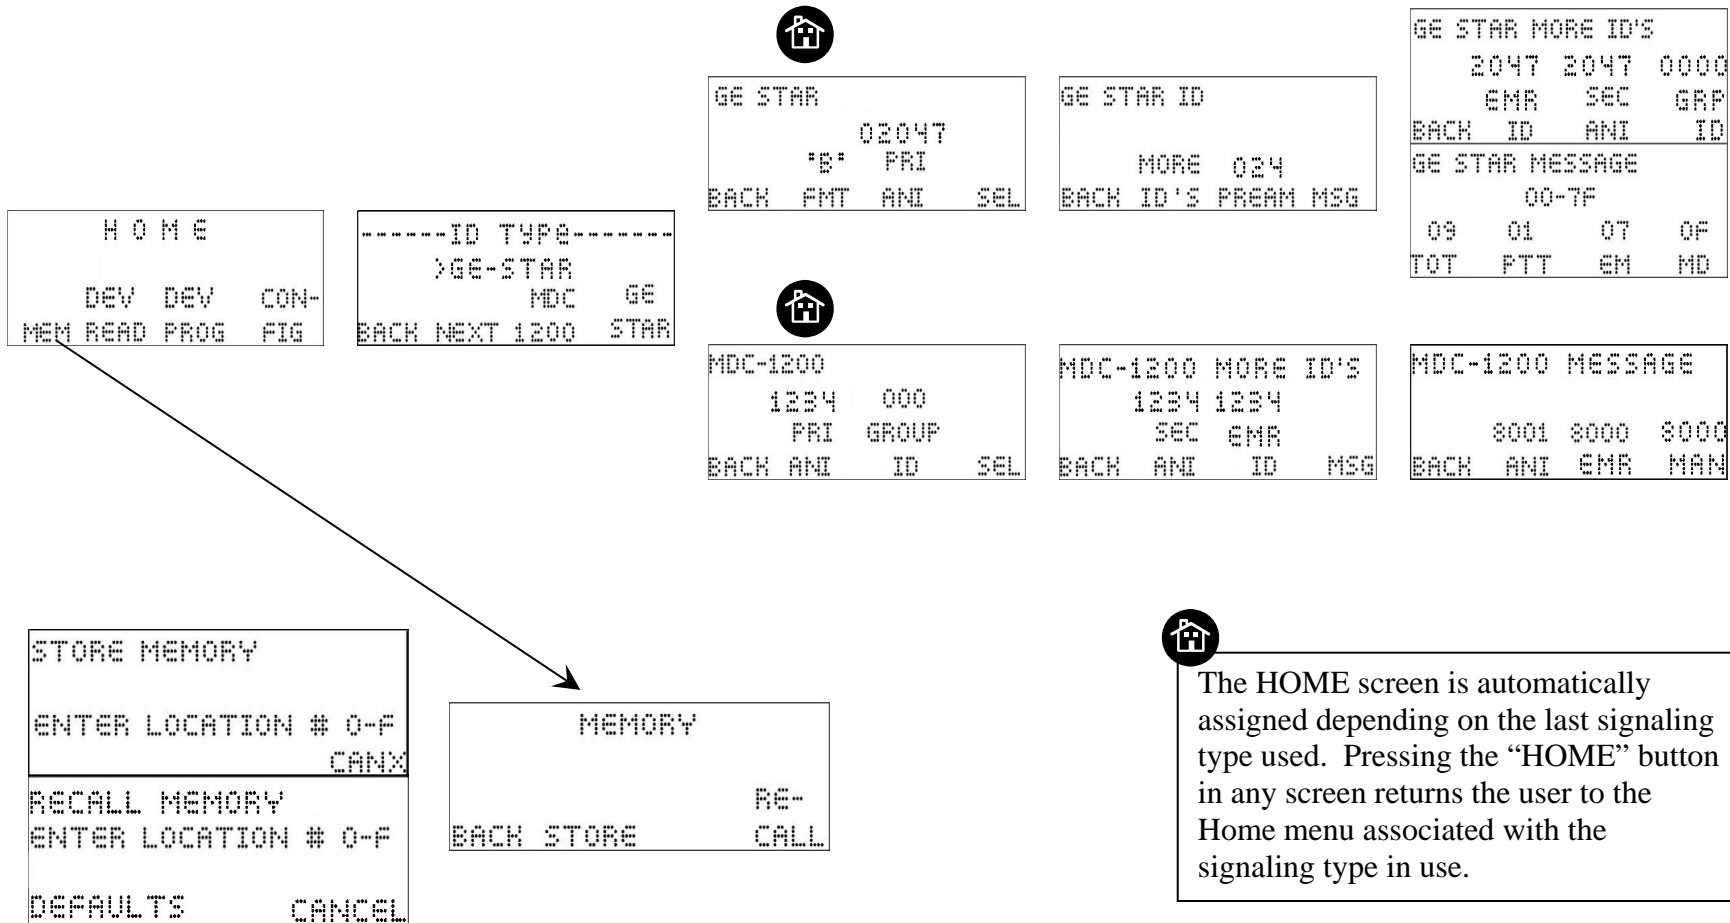 GE STAR
02047
"B" PRI
BACK FMT ANI SEL
GE STAR ID
MORE 024
BACK ID'S PREAM MSG
GE STAR MORE ID'S
2047 2047 0000
EMR SEC GRP
BACK ID ANI ID
GE STAR MESSAGE
00-7F
09 01 07 0F
TOT PTT EM MD
H O M E
DEV DEV CON-
MEM READ PROG FIG
------ID TYPE-------
>GE-STAR
MDC GE
BACK NEXT 1200 STAR
MDC-1200
1234 000
PRI GROUP
BACK ANI ID SEL
MDC-1200 MORE ID'S
1234 1234
SEC EMR
BACK ANI ID MSG
MDC-1200 MESSAGE
8001 8000 8000
BACK ANI EMR MAN
STORE MEMORY
ENTER LOCATION # 0-F
CANX
RECALL MEMORY
ENTER LOCATION # 0-F
DEFAULTS CANCEL
MEMORY
RE-
BACK STORE CALL
The HOME screen is automatically
assigned depending on the last signaling
type used. Pressing the “HOME” button
in any screen returns the user to the
Home menu associated with the
signaling type in use.